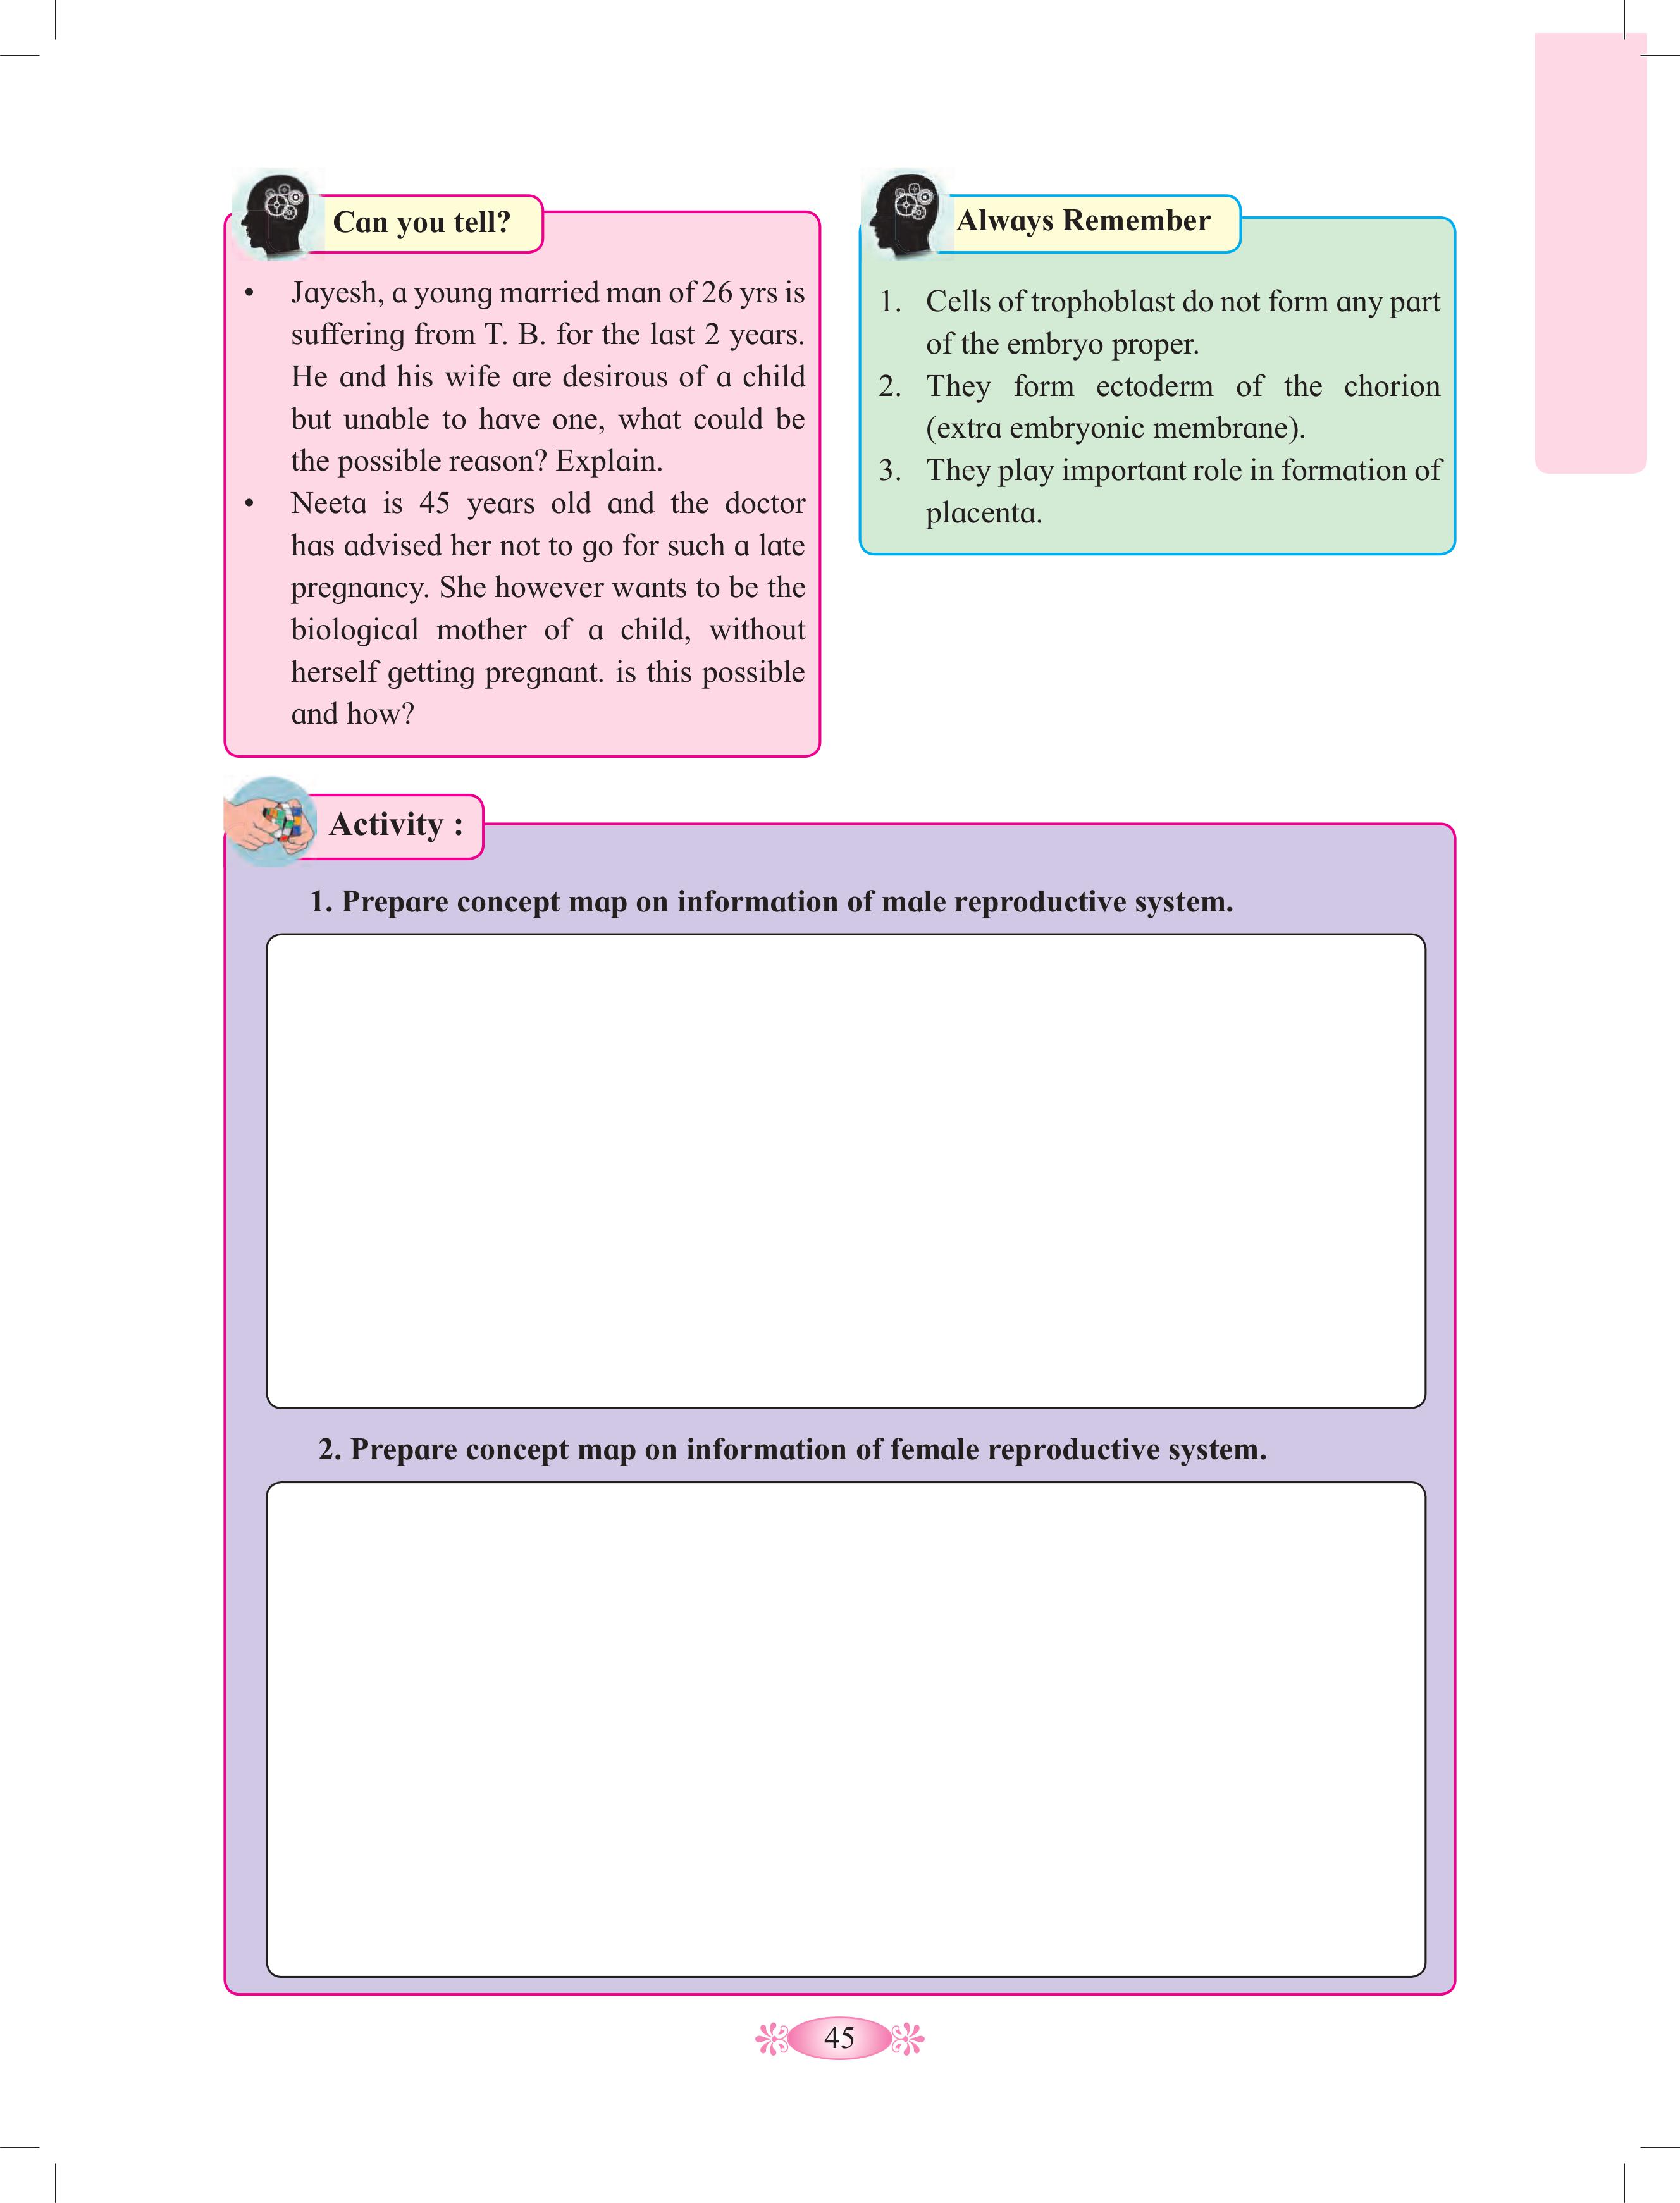 Can you tell?
• Jayesh, a young married man of 26 yrs is
suffering from T. B. for the last 2 years.
He and his wife are desirous of a child
but unable to have one, what could be
the possible reason? Explain.
• Neeta is 45 years old and the doctor
has advised her not to go for such a late
pregnancy. She however wants to be the
biological mother of a child, without
herself getting pregnant. is this possible
and how?
Always Remember
1. Cells of trophoblast do not form any part
of the embryo proper.
2. They form ectoderm of the chorion
(extra embryonic membrane).
3. They play important role in formation of
placenta.
Activity :
1. Prepare concept map on information of male reproductive system.
2. Prepare concept map on information of female reproductive system.
45